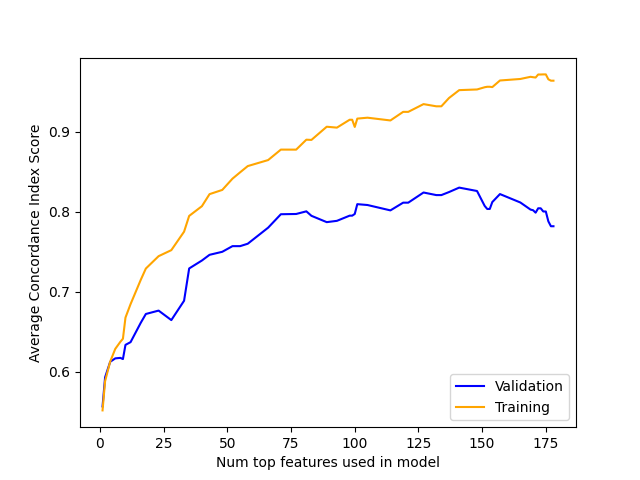 Average Concordance Index Score
0.9
0.8
0.7
0.6
Validation
Training
0 25 50 75 100 125 150 175
Num top features used in model